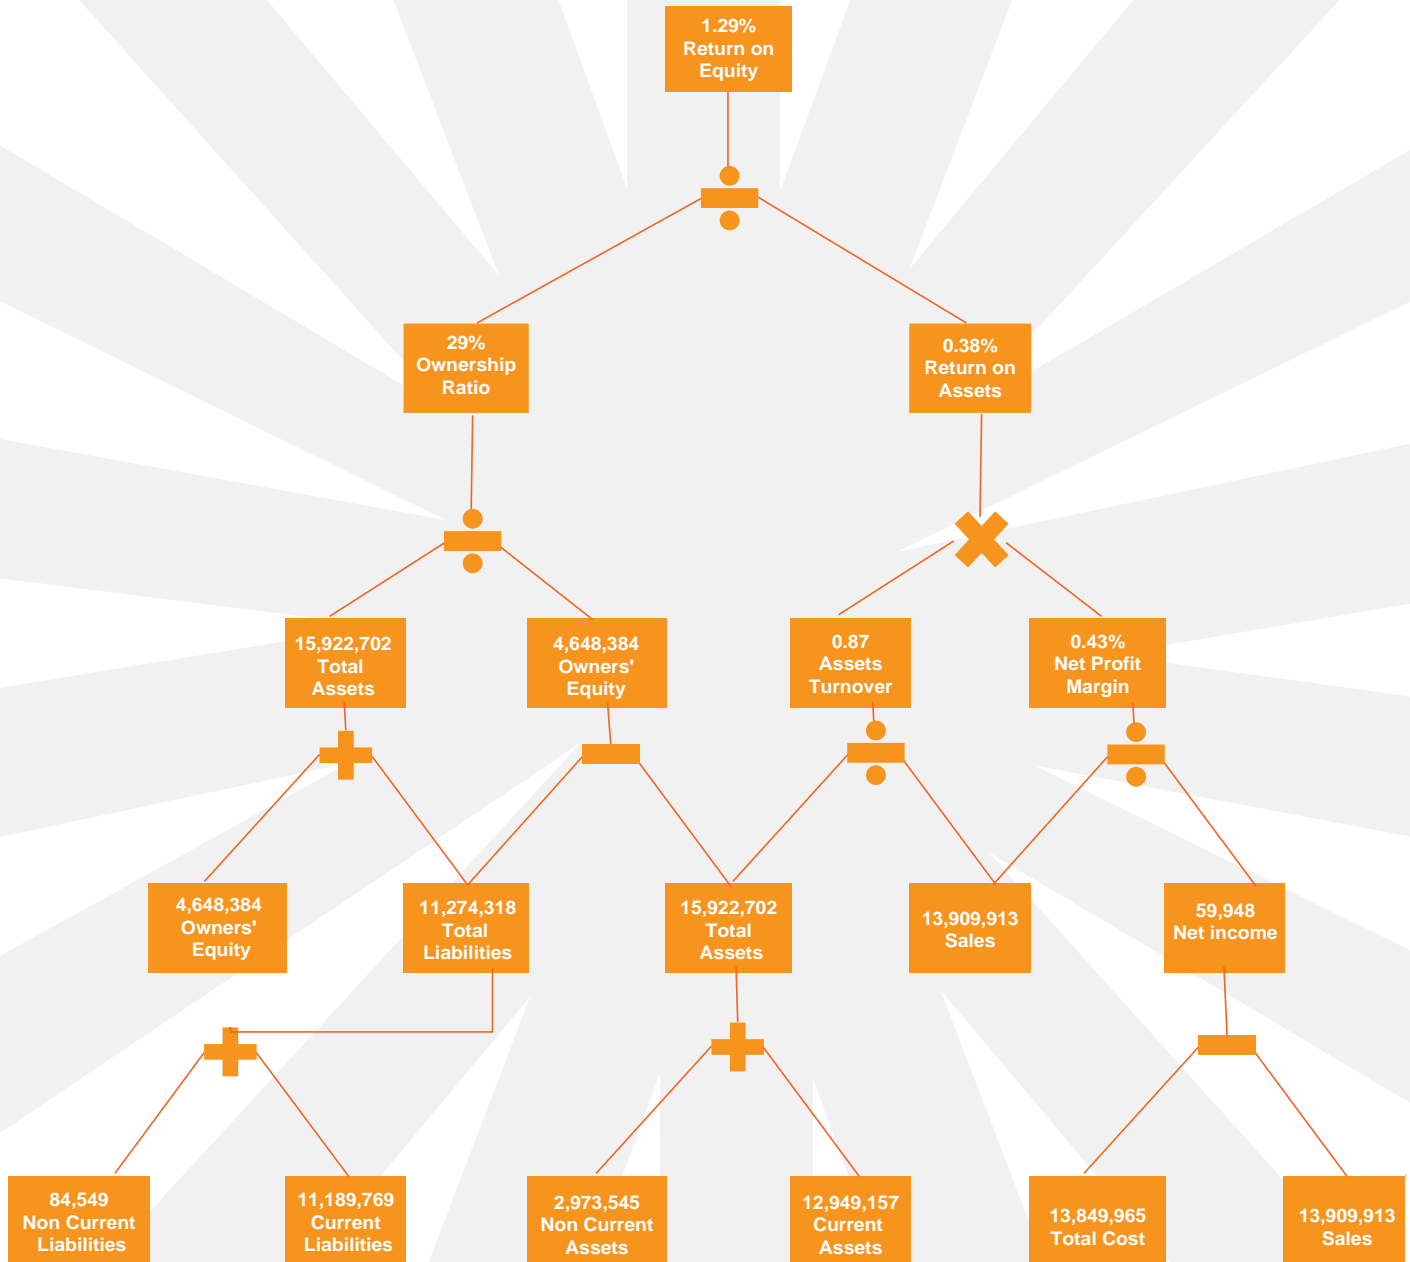 1.29%
Return on
Equity
29%
Ownership
Ratio
0.38%
Return on
Assets
15,922,702
Total
Assets
4,648,384
Owners'
Equity
0.87
Assets
Turnover
0.43%
Net Profit
Margin
4,648,384
Owners'
Equity
11,274,318
Total
Liabilities
15,922,702
Total
Assets
13,909,913
Sales
59,948
Net income
84,549
Non Current
Liabilities
11,189,769
Current
Liabilities
2,973,545
Non Current
Assets
12,949,157
Current
Assets
13,849,965
Total Cost
13,909,913
Sales